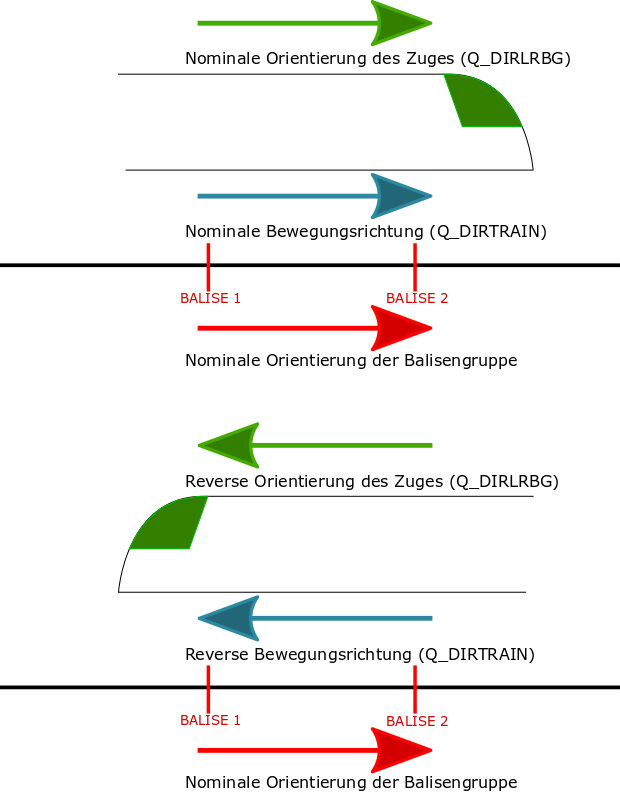 Nominale Orientierung des Zuges (Q_DIRLRBG)
Nominale Bewegungsrichtung (Q_DIRTRAIN)
BALISE 1 BALISE 2
Nominale Orientierung der Balisengruppe
Reverse Orientierung des Zuges (Q_DIRLRBG)
Reverse Bewegungsrichtung (Q_DIRTRAIN)
BALISE 1 BALISE 2
Nominale Orientierung der Balisengruppe